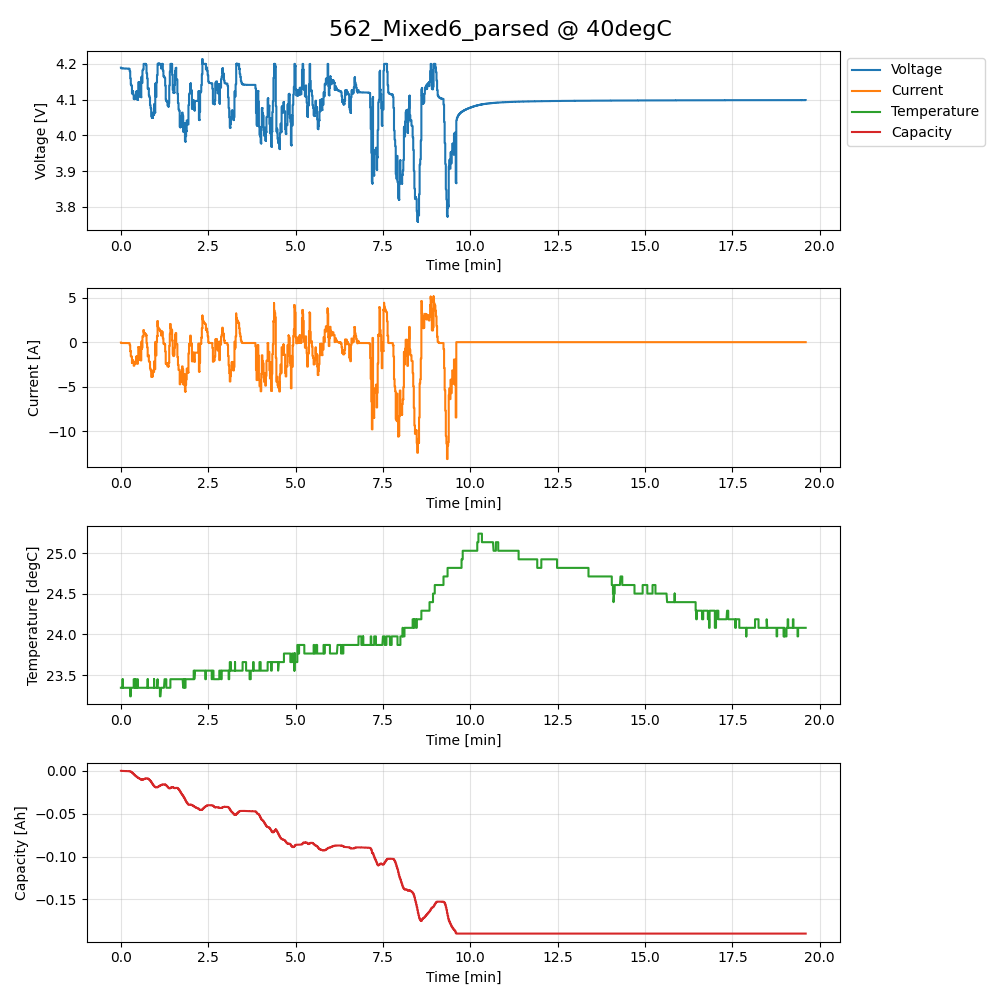 562_Mixed6_parsed @ 40degC
Voltage [V]
4.2
4.1
4.0
3.9
3.8
0.0 2.5 5.0 7.5 10.0 12.5 15.0 17.5 20.0
Time [min]
Voltage
Current
Temperature
Capacity
Current [A]
5
0
−5
−10
0.0 2.5 5.0 7.5 10.0 12.5 15.0 17.5 20.0
Time [min]
Temperature [degC]
25.0
24.5
24.0
23.5
0.0 2.5 5.0 7.5 10.0 12.5 15.0 17.5 20.0
Time [min]
Capacity [Ah]
0.00
−0.05
−0.10
−0.15
0.0 2.5 5.0 7.5 10.0 12.5 15.0 17.5 20.0
Time [min]